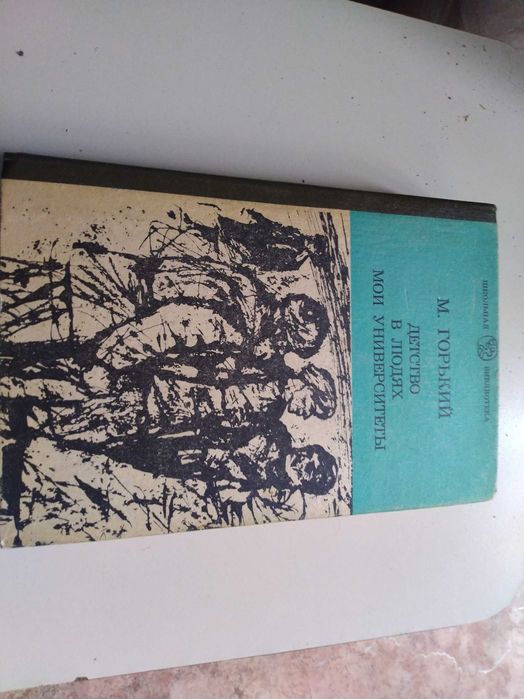 ШКОЛЬНАЯ БИБЛИОТЕКА
М. ГОРЬКИЙ
ДЕТСТВО
В ЛЮДЯХ
МОИ УНИВЕРСИТЕТЫ